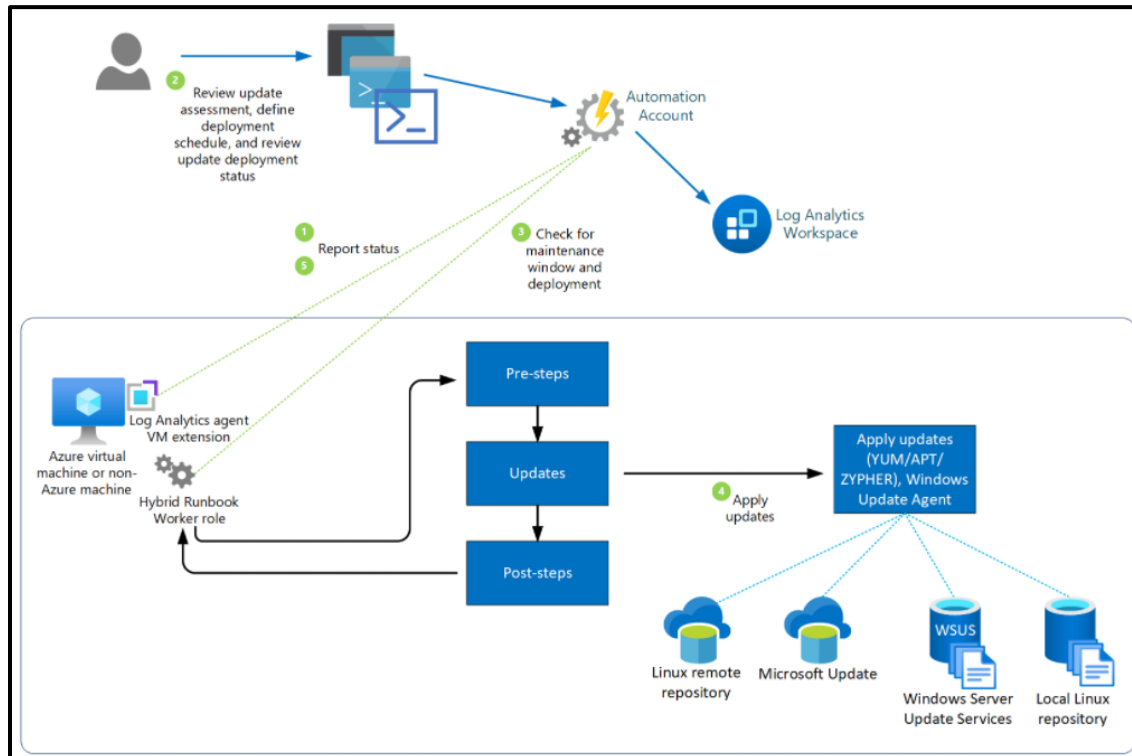 2
Review update
assessment, define
deployment
schedule, and review
update deployment
status
>_
>_
Automation
Account
Log Analytics
Workspace
1
Report status
5
3
Check for
maintenance
window and
deployment
Pre-steps
Log Analytics agent
VM extension
Azure virtual
machine or non-
Azure machine
Updates
Hybrid Runbook
Worker role
4
Apply
updates
Apply updates
(YUM/APT/
ZYPHER), Windows
Update Agent
Post-steps
Linux remote
repository
Microsoft Update
WSUS
Windows Server
Update Services
Local Linux
repository